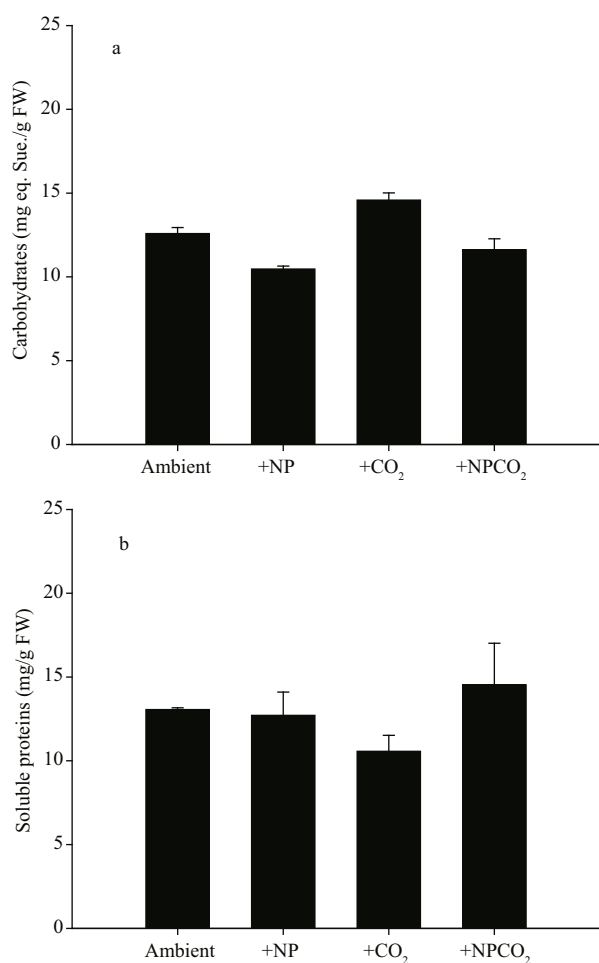 25
a
20
15
10
5
0
Carbohydrates (mg eq. Sue./g FW)
Ambient +NP +CO₂ +NPCO₂
25
b
20
15
10
5
0
Soluble proteins (mg/g FW)
Ambient +NP +CO₂ +NPCO₂